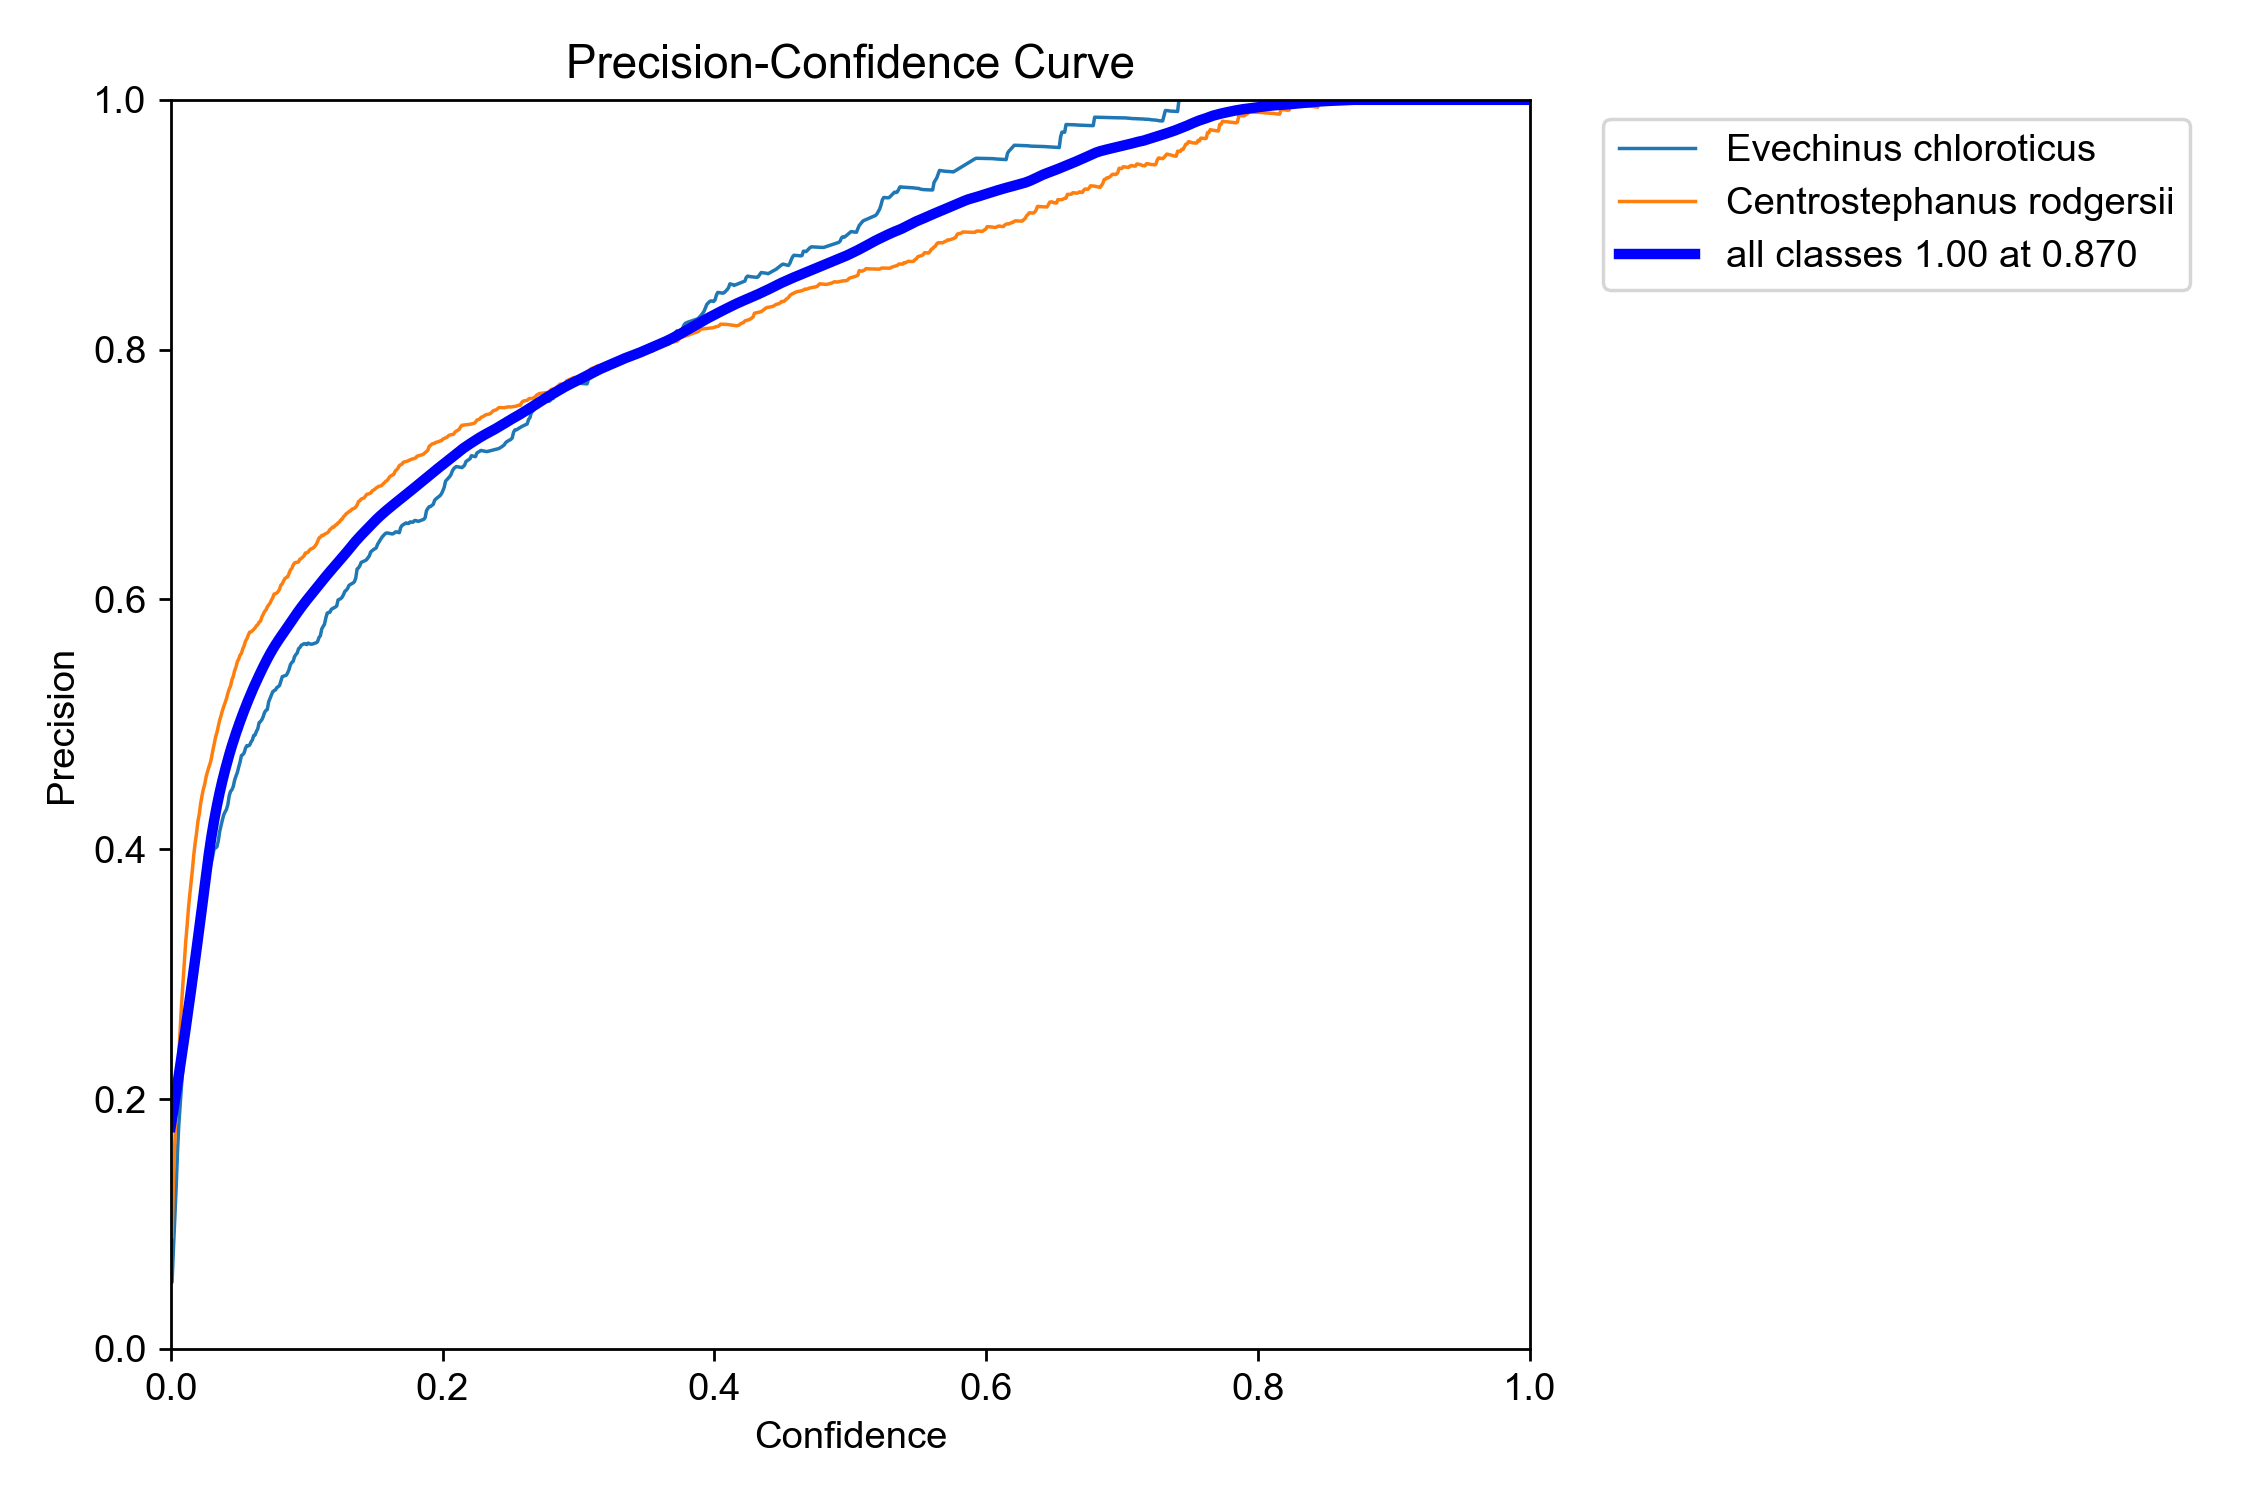 Precision-Confidence Curve
1.0
0.8
0.6
0.4
0.2
0.0
Precision
0.0 0.2 0.4 0.6 0.8 1.0
Confidence
Evechinus chloroticus
Centrostephanus rodgersii
all classes 1.00 at 0.870